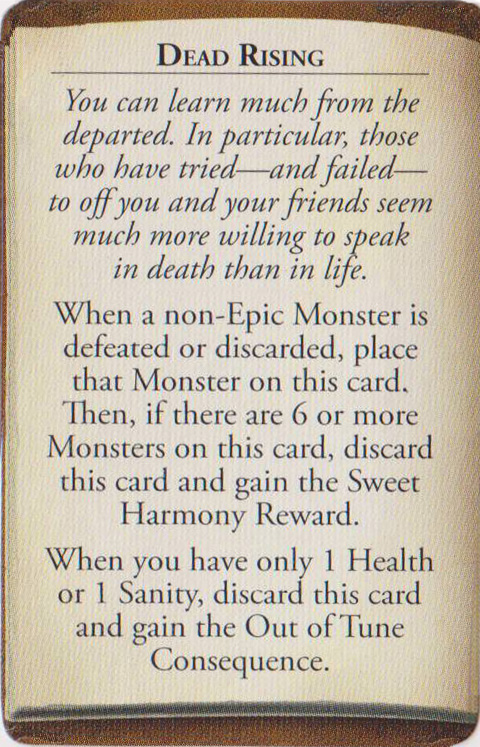 Dead Rising
You can learn much from the
departed. In particular, those
who have tried—and failed—
to off you and your friends seem
much more willing to speak
in death than in life.
When a non-Epic Monster is
defeated or discarded, place
that Monster on this card.
Then, if there are 6 or more
Monsters on this card, discard
this card and gain the Sweet
Harmony Reward.
When you have only 1 Health
or 1 Sanity, discard this card
and gain the Out of Tune
Consequence.